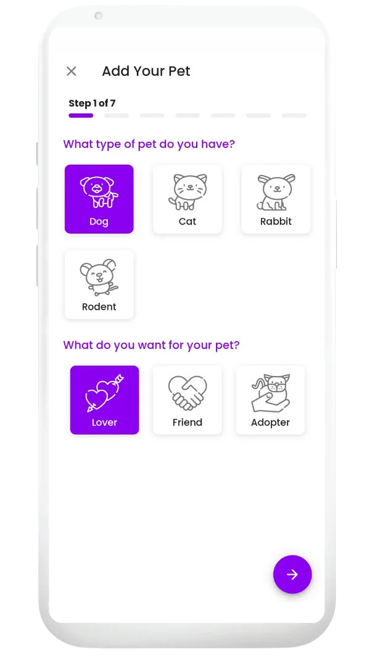 Add Your Pet
Step 1 of 7
What type of pet do you have?
Dog Cat Rabbit
Rodent
What do you want for your pet?
Lover Friend Adopter